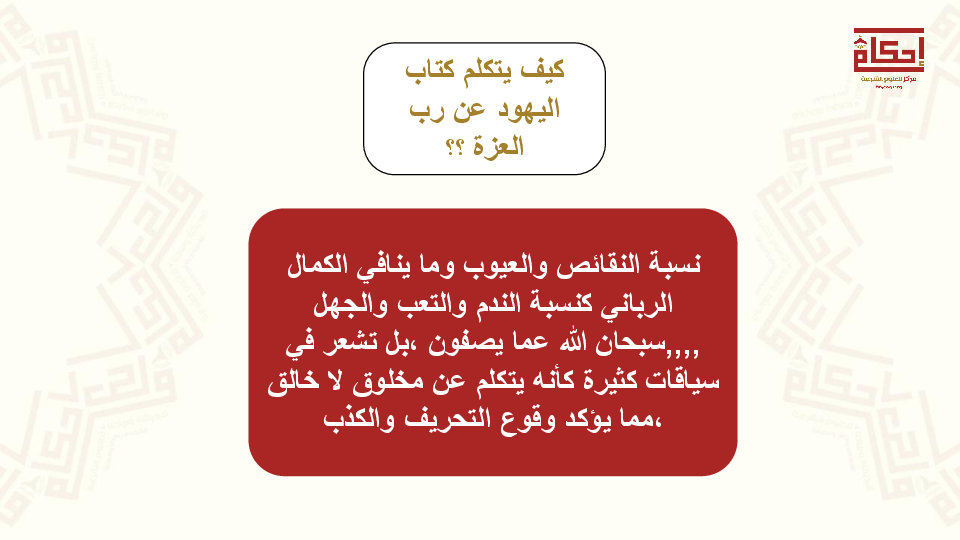 إحكام
مركز للعلوم الشرعية
كيف يتكلم كتاب
اليهود عن رب
العزة ؟؟
نسبة النقائص والعيوب وما ينافي الكمال
الرباني كنسبة الندم والتعب والجهل
,,,,سبحان الله عما يصفون ،بل تشعر في
سياقات كثيرة كأنه يتكلم عن مخلوق لا خالق
،مما يؤكد وقوع التحريف والكذب